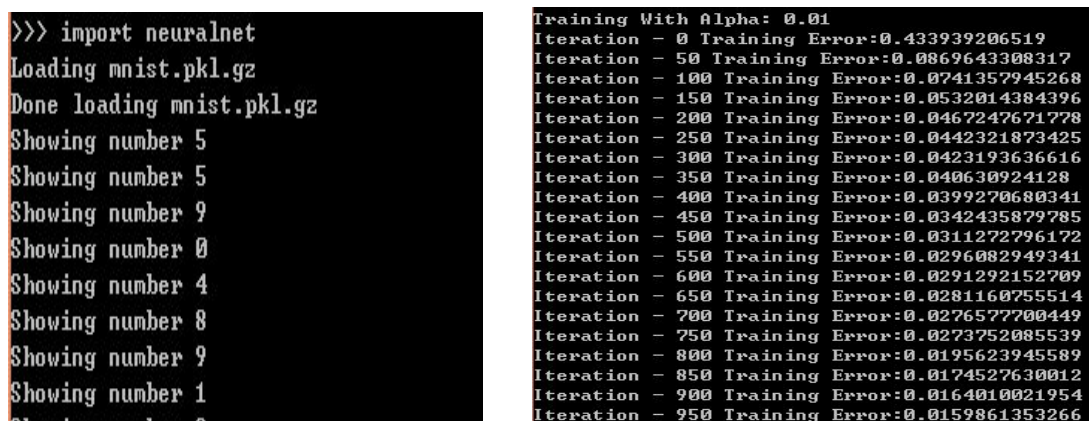 >>> import neuralnet
Loading mnist.pkl.gz
Done loading mnist.pkl.gz
Showing number 5
Showing number 5
Showing number 9
Showing number 0
Showing number 4
Showing number 8
Showing number 9
Showing number 1
Training With Alpha: 0.01
Iteration - 0 Training Error:0.433939206519
Iteration - 50 Training Error:0.0869643308317
Iteration - 100 Training Error:0.0741357945268
Iteration - 150 Training Error:0.0532014384396
Iteration - 200 Training Error:0.0467247671778
Iteration - 250 Training Error:0.0442321873425
Iteration - 300 Training Error:0.0423193636616
Iteration - 350 Training Error:0.040630924128
Iteration - 400 Training Error:0.0399270680341
Iteration - 450 Training Error:0.0342435879785
Iteration - 500 Training Error:0.0311272796172
Iteration - 550 Training Error:0.0296082949341
Iteration - 600 Training Error:0.0291292152709
Iteration - 650 Training Error:0.0281160755514
Iteration - 700 Training Error:0.0276577700449
Iteration - 750 Training Error:0.0273752085539
Iteration - 800 Training Error:0.0195623945589
Iteration - 850 Training Error:0.0174527630012
Iteration - 900 Training Error:0.0164010021954
Iteration - 950 Training Error:0.0159861353266